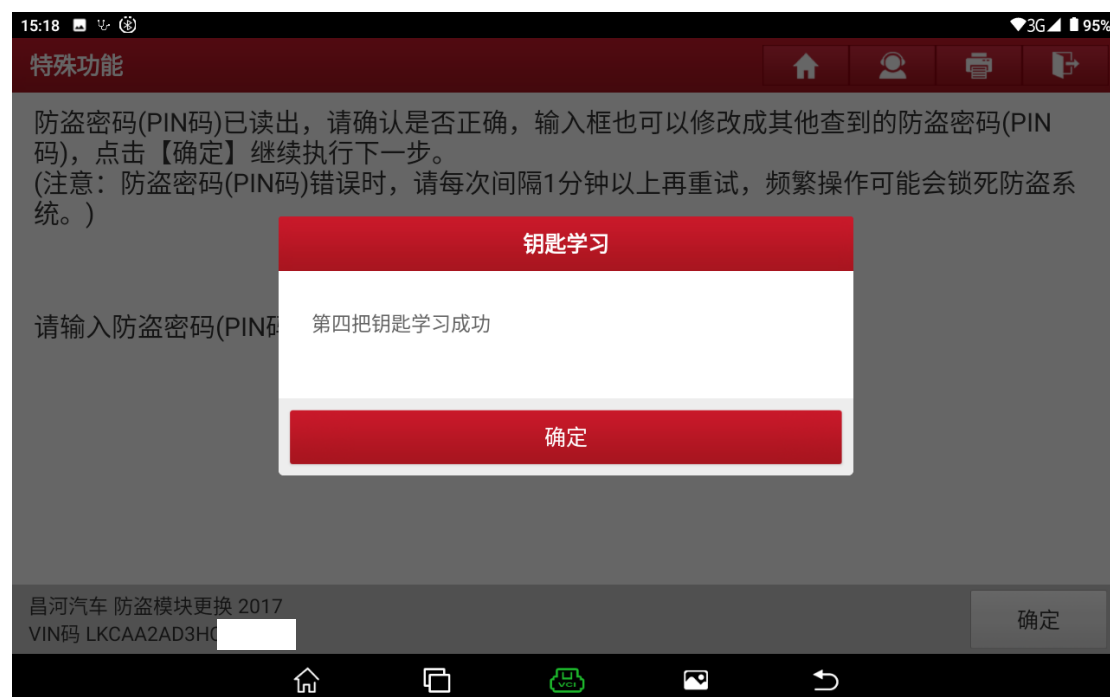 15:18
3G
95%
特殊功能
防盗密码(PIN码)已读出，请确认是否正确，输入框也可以修改成其他查到的防盗密码(PIN
码)，点击【确定】继续执行下一步。
(注意：防盗密码(PIN码)错误时，请每次间隔1分钟以上再重试，频繁操作可能会锁死防盗系
统。)
钥匙学习
请输入防盗密码(PIN
第四把钥匙学习成功
确定
昌河汽车 防盗模块更换 2017
VIN码 LKCAA2AD3H
确定
VCI